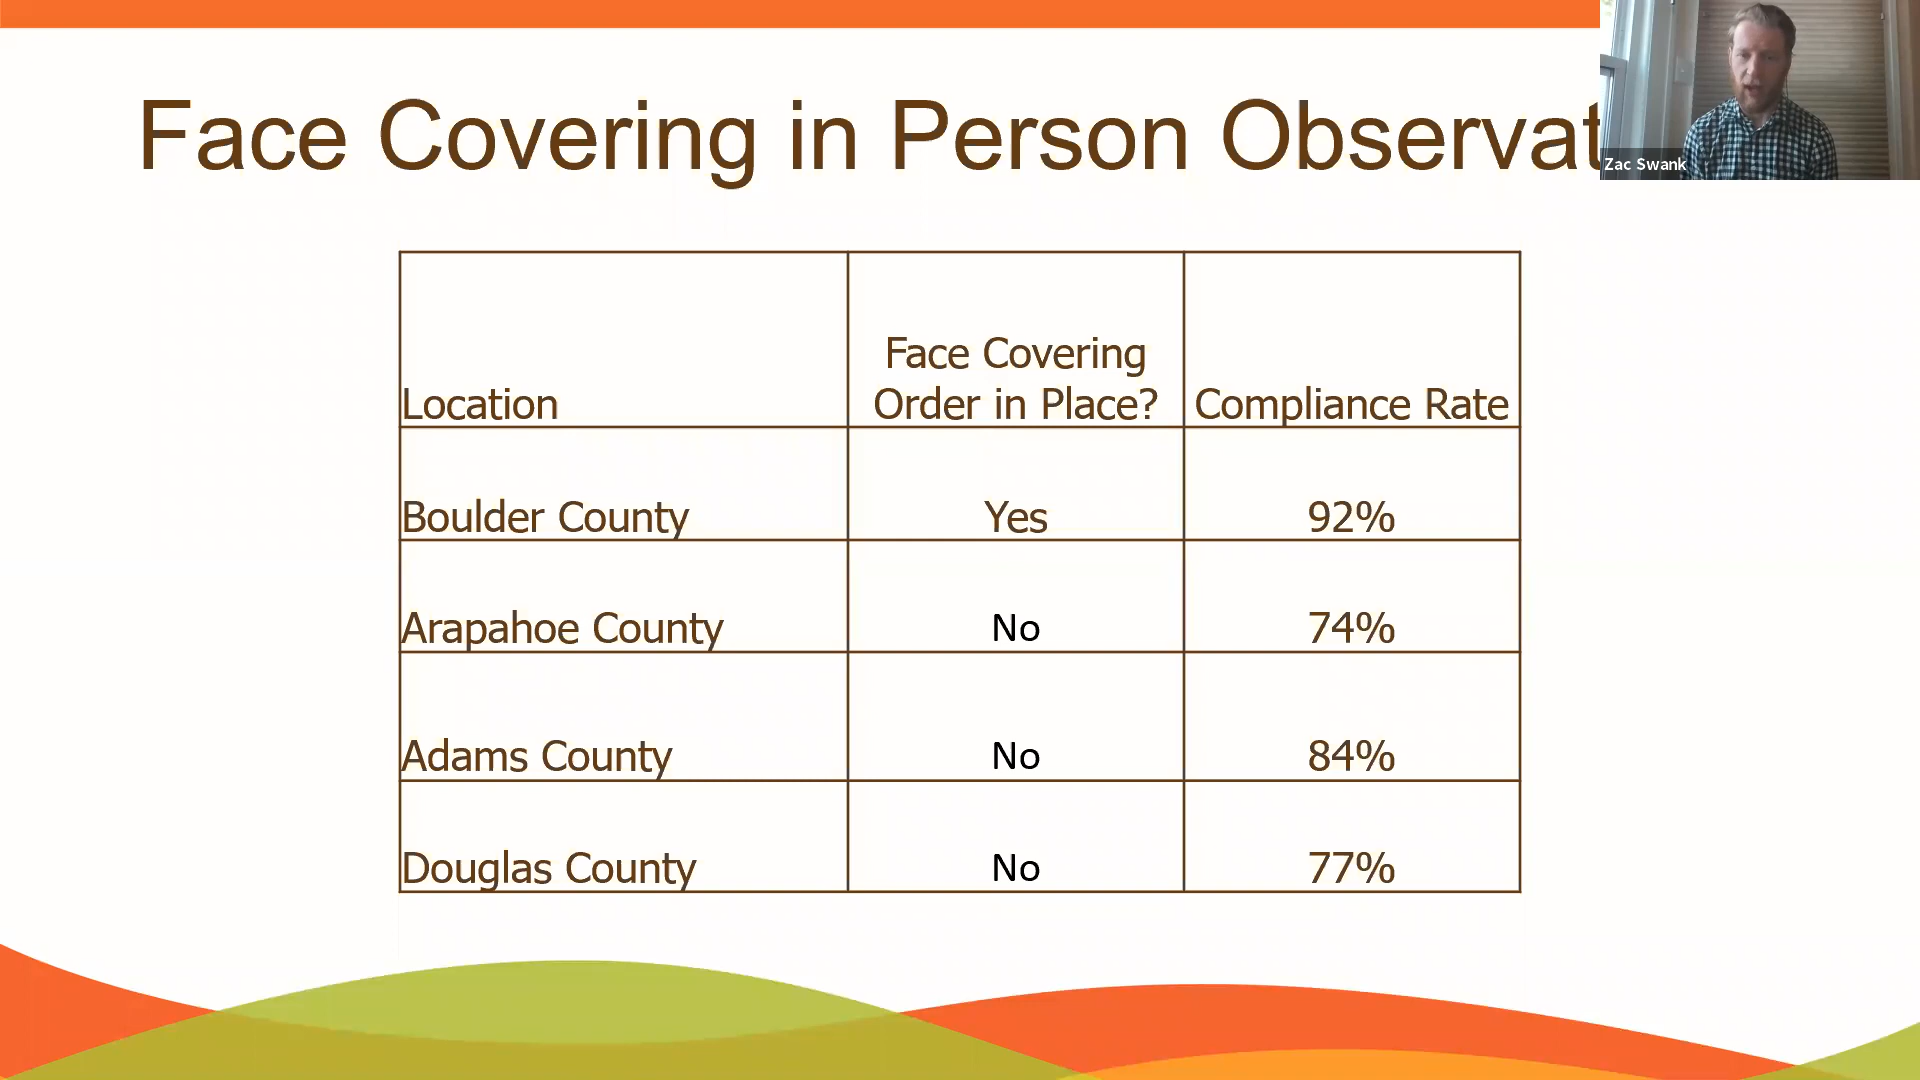 Face Covering in Person Observat
Zac Swank
Location
Face Covering
Order in Place?
Compliance Rate
Boulder County Yes 92%
Arapahoe County No 74%
Adams County No 84%
Douglas County No 77%